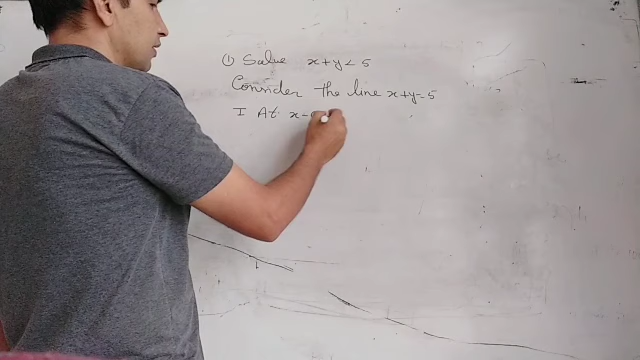 ① Solve x+y<5
Consider the line x+y=5
I At x=